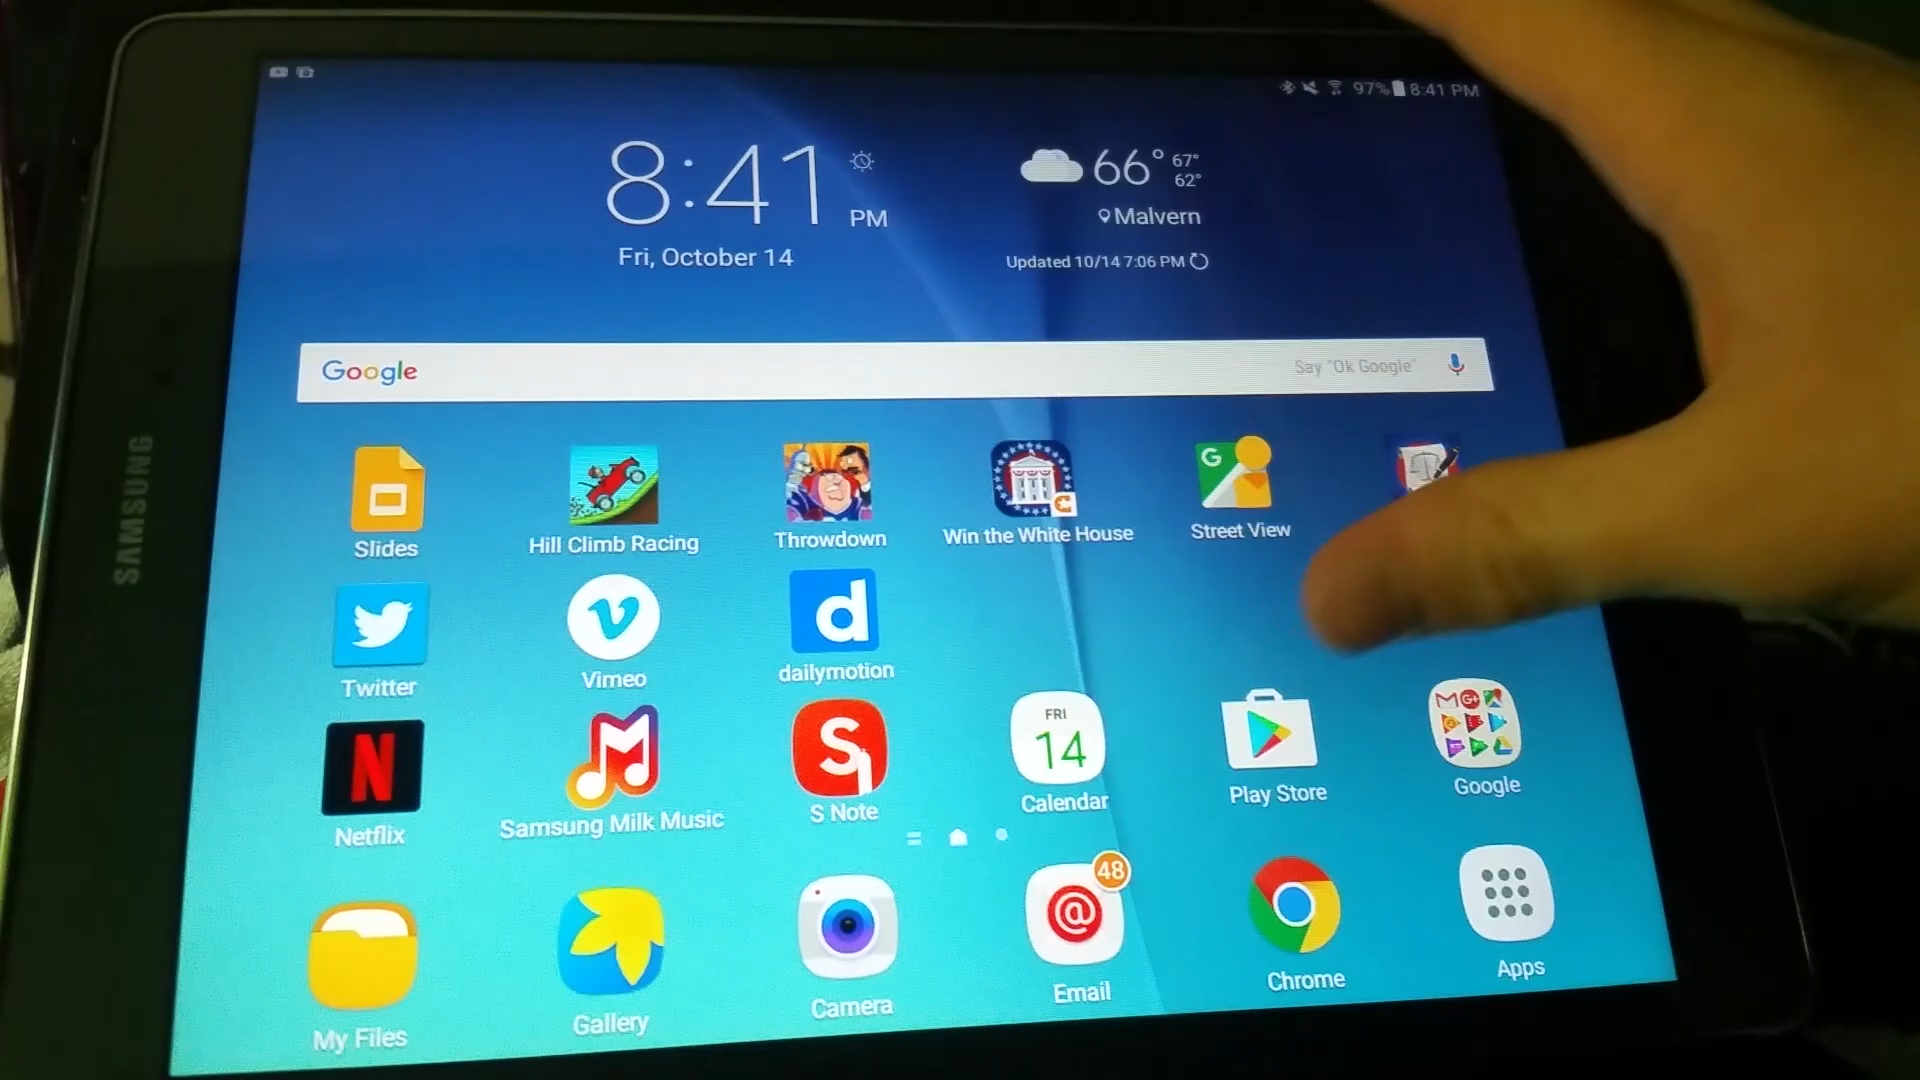 97% 8:41 PM
8:41 PM
Fri, October 14
66° 67°
62°
Malvern
Updated 10/14 7:06 PM
Google Say "Ok Google"
SAMSUNG
G
Slides
Hill Climb Racing
Throwdown
Win the White House
Street View
Twitter
Vimeo
d
dailymotion
N
Netflix
Samsung Milk Music
S
S Note
FRI
14
Calendar
Play Store
G+
Google
My Files
Gallery
Camera
48
@
Email
Chrome
Apps